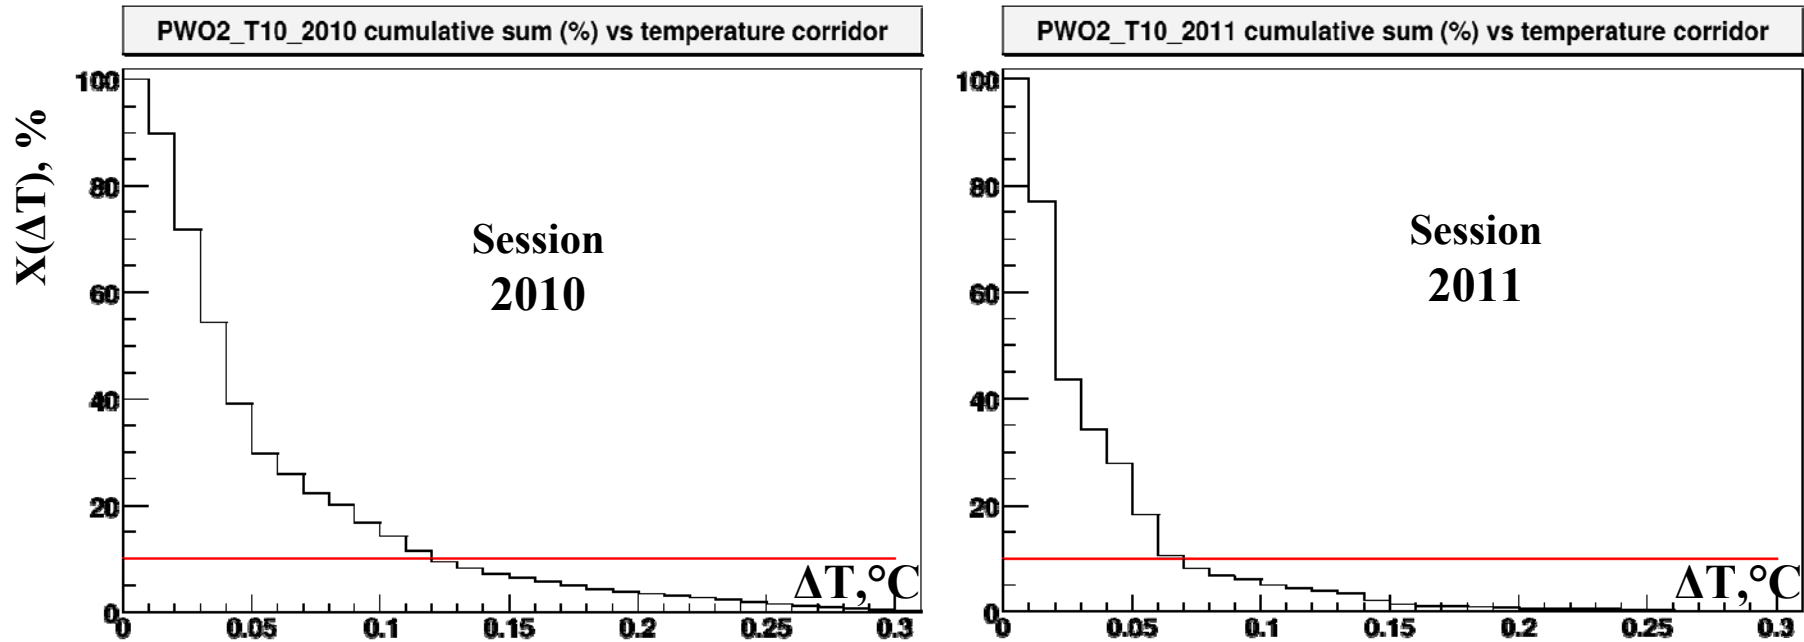 PWO2_T10_2010 cumulative sum (%) vs temperature corridor
X(ΔT), %
100
80
60
40
20
0
Session
2010
ΔT,°C
0 0.05 0.1 0.15 0.2 0.25 0.3
PWO2_T10_2011 cumulative sum (%) vs temperature corridor
100
80
60
40
20
0
Session
2011
ΔT,°C
0 0.05 0.1 0.15 0.2 0.25 0.3